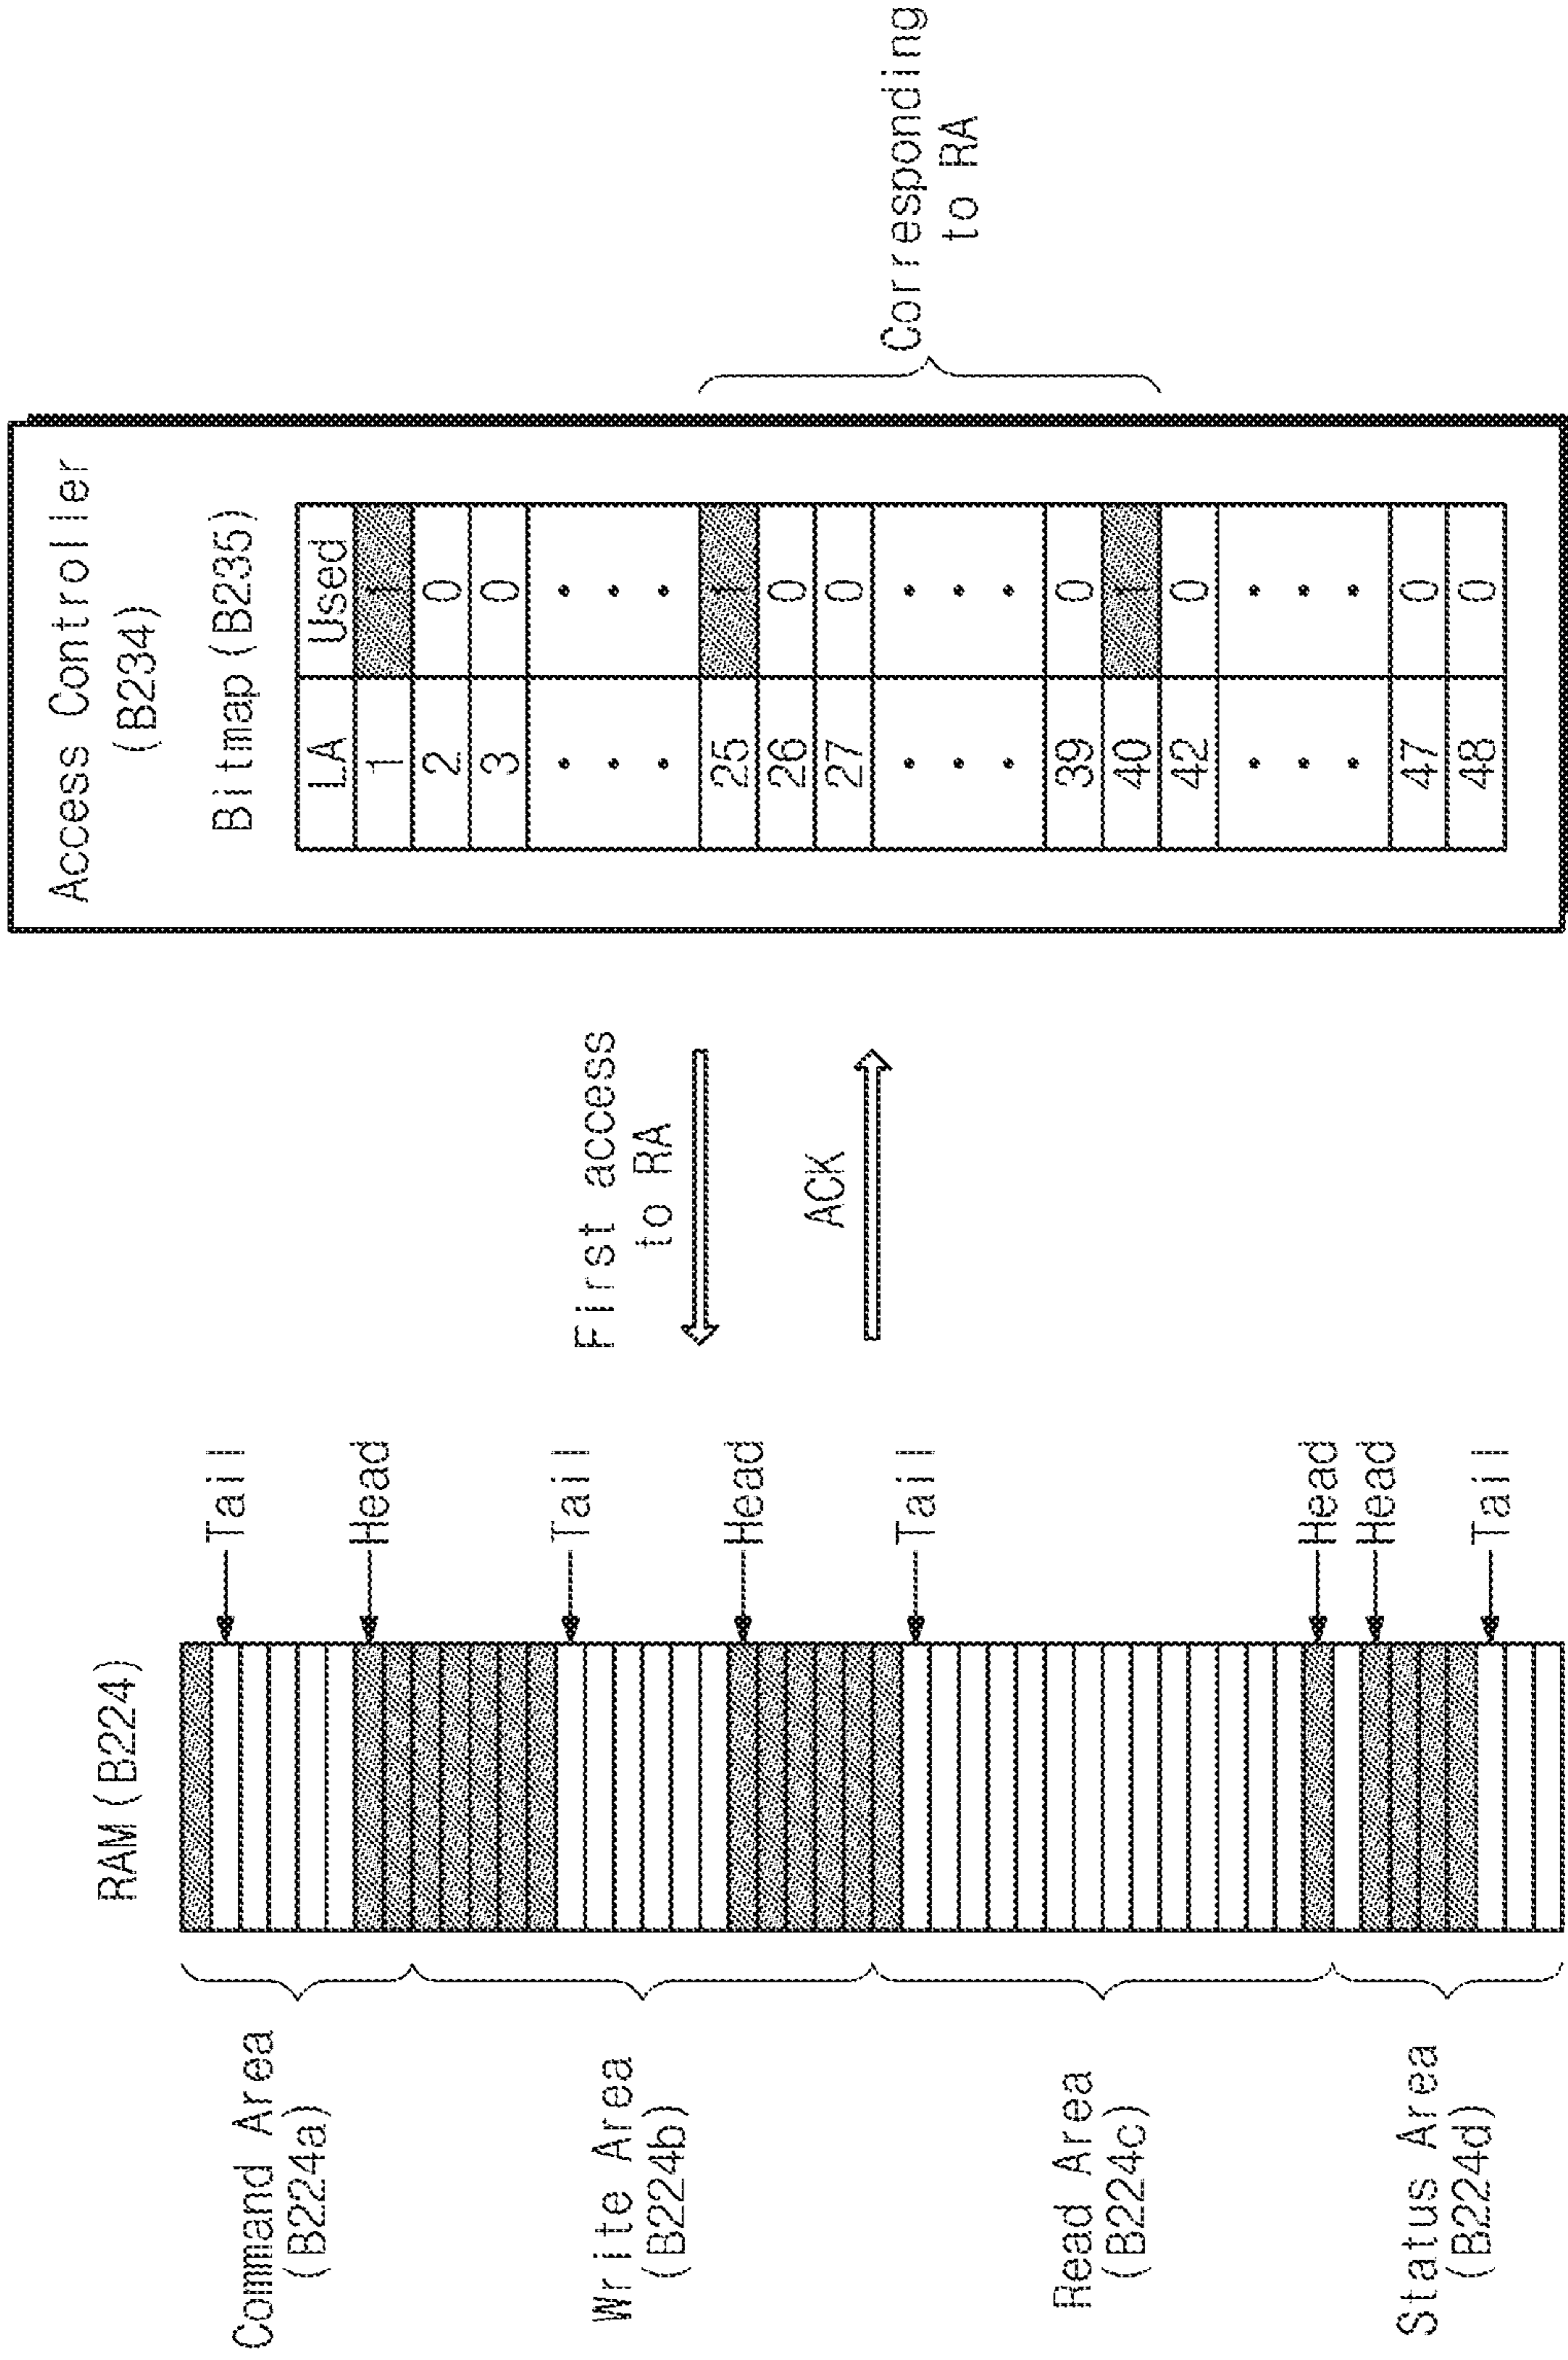 RAM(B224)
Command Area
(B224a)
Write Area
(B224b)
Read Area
(B224c)
Status Area
(B224d)
Tail
Head
Tail
Head
Tail
Head
Head
Tail
First access
to RA
ACK
Access Controller
(B234)
Bitmap(B235)
LA Used
1 1
2 0
3 0
25 1
26 0
27 0
39 0
40 1
42 0
47 0
48 0
Corresponding
to RA